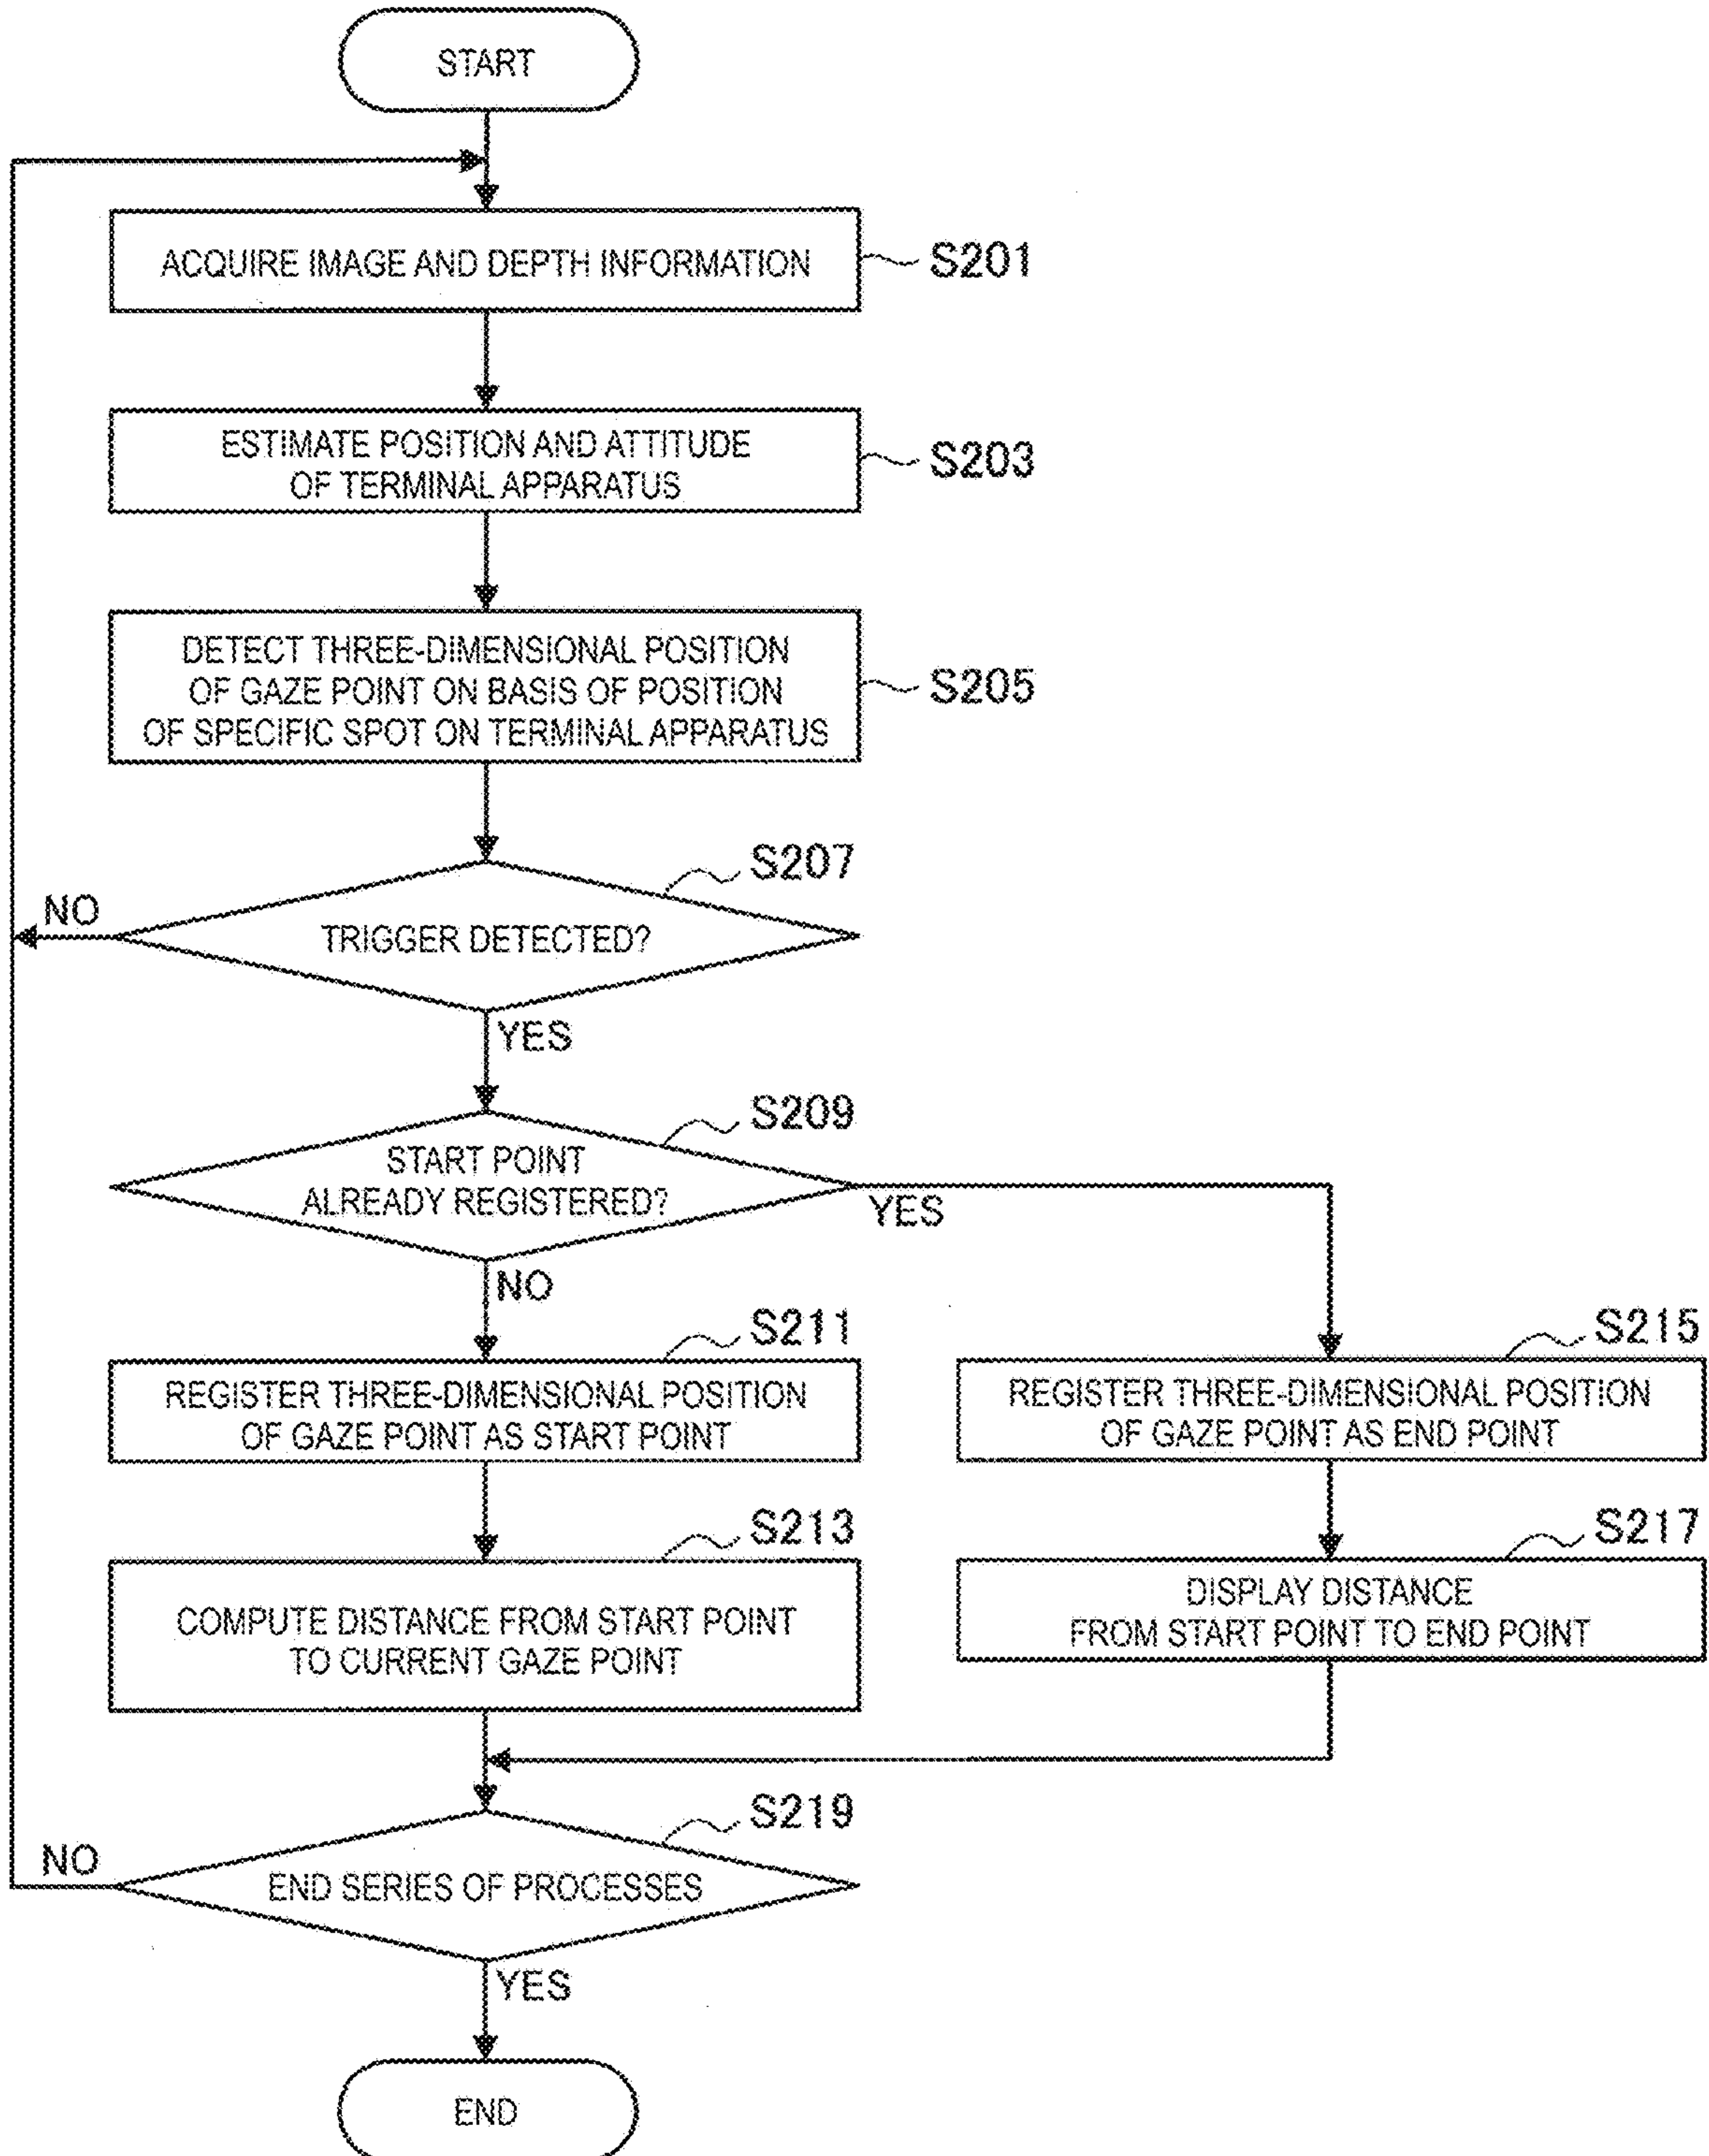 START
ACQUIRE IMAGE AND DEPTH INFORMATION
S201
ESTIMATE POSITION AND ATTITUDE
OF TERMINAL APPARATUS
S203
DETECT THREE-DIMENSIONAL POSITION
OF GAZE POINT ON BASIS OF POSITION
OF SPECIFIC SPOT ON TERMINAL APPARATUS
S205
S207
NO
TRIGGER DETECTED?
YES
S209
START POINT
ALREADY REGISTERED?
YES
NO
S211
REGISTER THREE-DIMENSIONAL POSITION
OF GAZE POINT AS START POINT
S215
REGISTER THREE-DIMENSIONAL POSITION
OF GAZE POINT AS END POINT
S213
COMPUTE DISTANCE FROM START POINT
TO CURRENT GAZE POINT
S217
DISPLAY DISTANCE
FROM START POINT TO END POINT
S219
NO
END SERIES OF PROCESSES
YES
END